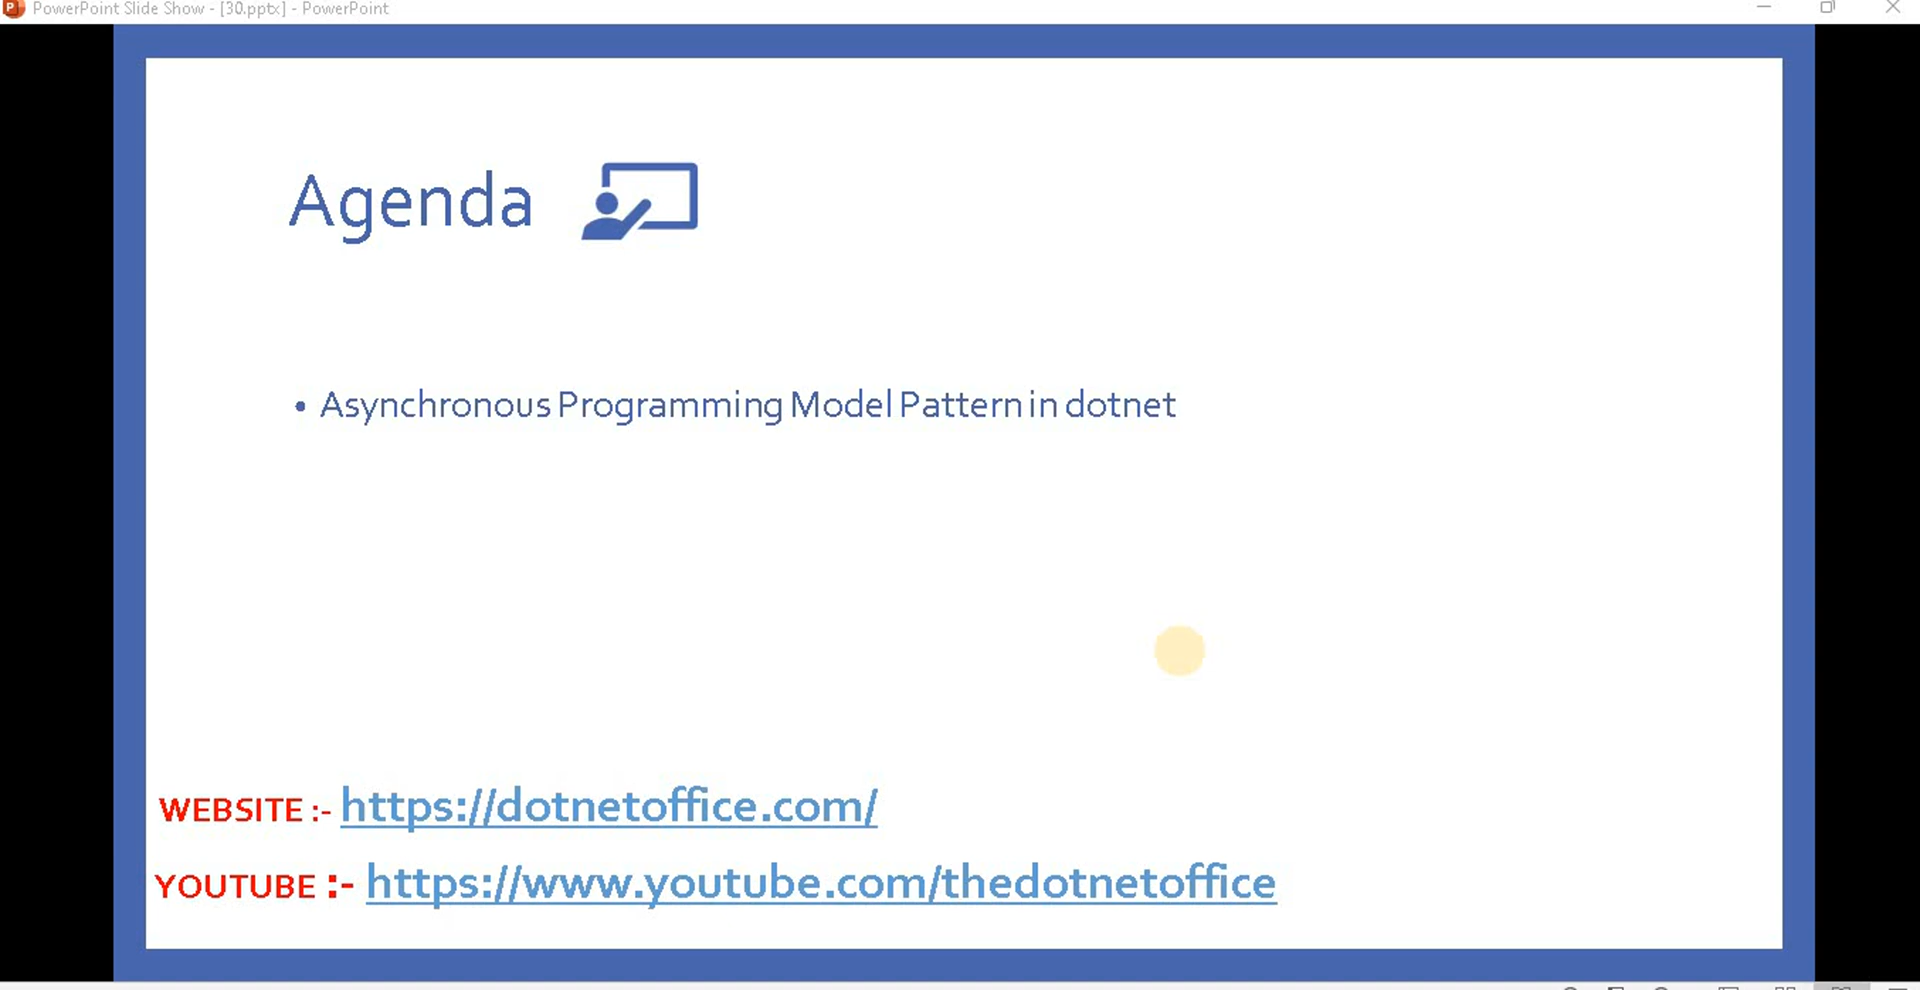 PowerPoint Slide Show - [30.pptx] - PowerPoint
Agenda
• Asynchronous Programming Model Pattern in dotnet
WEBSITE :- https://dotnetoffice.com/
YOUTUBE :- https://www.youtube.com/thedotnetoffice